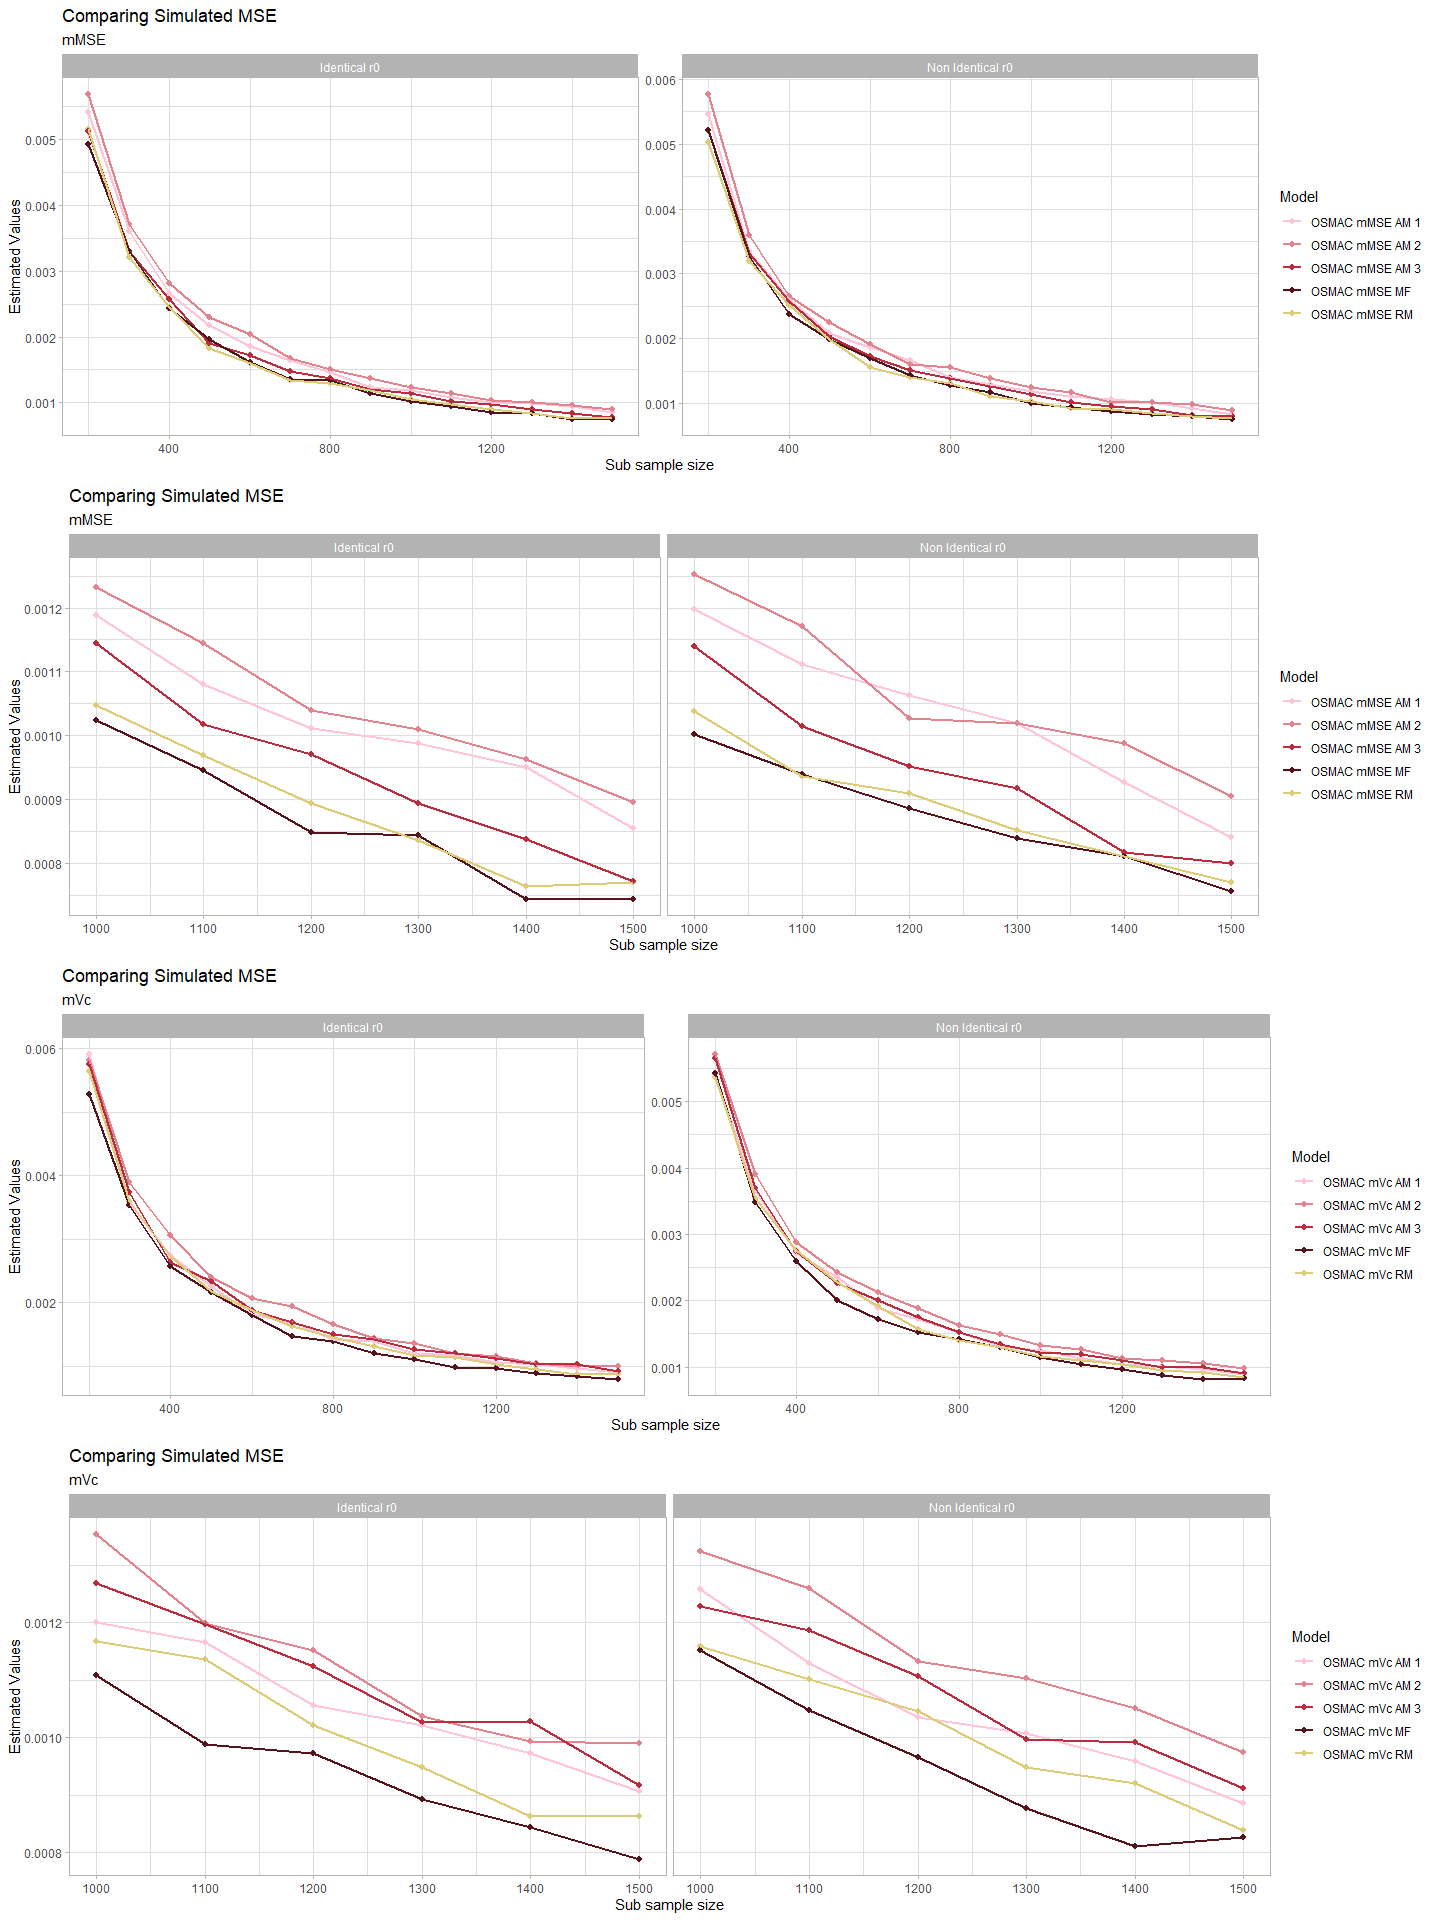 Comparing Simulated MSE
mMSE
Identical r0
Non Identical r0
Estimated Values
0.005
0.004
0.003
0.002
0.001
0.006
0.005
0.004
0.003
0.002
0.001
400
800
1200
400
800
1200
Sub sample size
Model
OSMAC mMSE AM 1
OSMAC mMSE AM 2
OSMAC mMSE AM 3
OSMAC mMSE MF
OSMAC mMSE RM
Comparing Simulated MSE
mMSE
Identical r0
Non Identical r0
Estimated Values
0.0012
0.0011
0.0010
0.0009
0.0008
1000
1100
1200
1300
1400
1500
1000
1100
1200
1300
1400
1500
Sub sample size
Model
OSMAC mMSE AM 1
OSMAC mMSE AM 2
OSMAC mMSE AM 3
OSMAC mMSE MF
OSMAC mMSE RM
Comparing Simulated MSE
mVc
Identical r0
Non Identical r0
Estimated Values
0.006
0.004
0.002
0.005
0.004
0.003
0.002
0.001
400
800
1200
400
800
1200
Sub sample size
Model
OSMAC mVc AM 1
OSMAC mVc AM 2
OSMAC mVc AM 3
OSMAC mVc MF
OSMAC mVc RM
Comparing Simulated MSE
mVc
Identical r0
Non Identical r0
Estimated Values
0.0012
0.0010
0.0008
1000
1100
1200
1300
1400
1500
1000
1100
1200
1300
1400
1500
Sub sample size
Model
OSMAC mVc AM 1
OSMAC mVc AM 2
OSMAC mVc AM 3
OSMAC mVc MF
OSMAC mVc RM